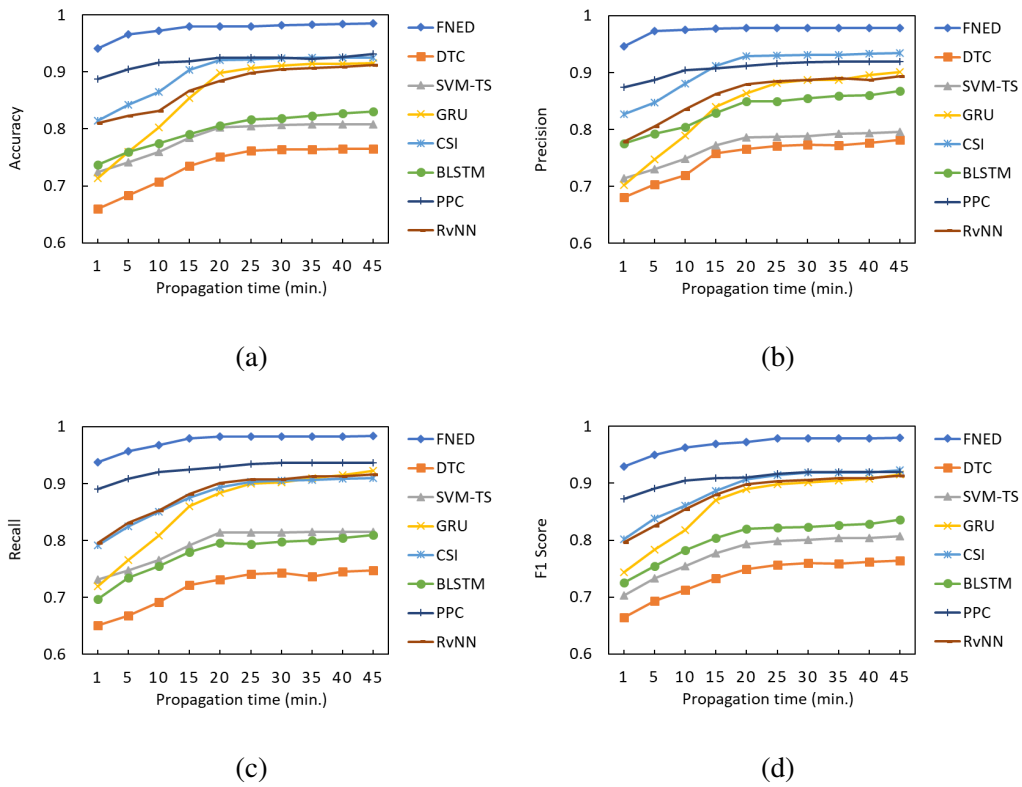 1
0.9
0.8
0.7
0.6
Accuracy
1 5 10 15 20 25 30 35 40 45
Propagation time (min.)
FNED
DTC
SVM-TS
GRU
CSI
BLSTM
PPC
RvNN
(a)
1
0.9
0.8
0.7
0.6
Precision
1 5 10 15 20 25 30 35 40 45
Propagation time (min.)
FNED
DTC
SVM-TS
GRU
CSI
BLSTM
PPC
RvNN
(b)
1
0.9
0.8
0.7
0.6
Recall
1 5 10 15 20 25 30 35 40 45
Propagation time (min.)
FNED
DTC
SVM-TS
GRU
CSI
BLSTM
PPC
RvNN
(c)
1
0.9
0.8
0.7
0.6
F1 Score
1 5 10 15 20 25 30 35 40 45
Propagation time (min.)
FNED
DTC
SVM-TS
GRU
CSI
BLSTM
PPC
RvNN
(d)